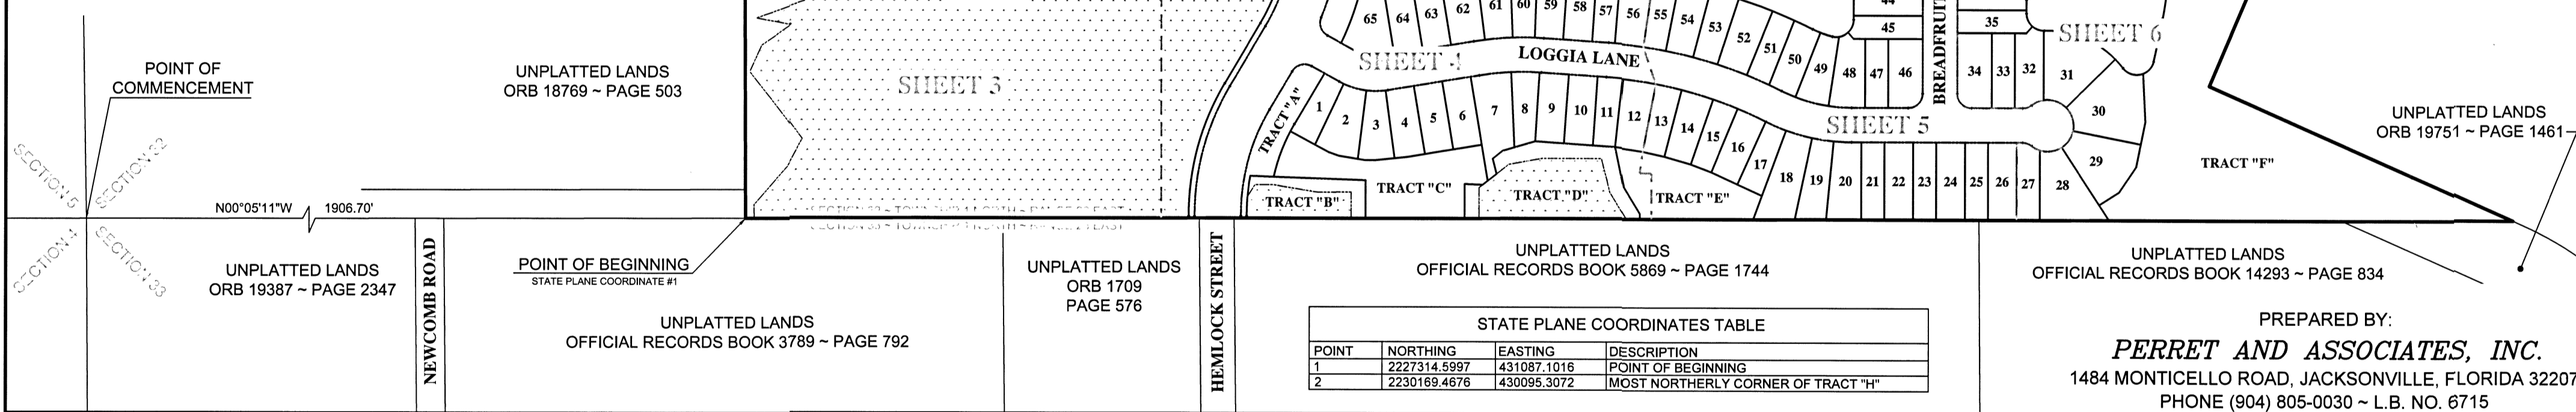 POINT OF
COMMENCEMENT
SECTION 5
SECTION 32
SECTION 4
SECTION 33
N00°05'11"W 1906.70'
UNPLATTED LANDS
ORB 18769 ~ PAGE 503
UNPLATTED LANDS
ORB 19387 ~ PAGE 2347
NEWCOMB ROAD
POINT OF BEGINNING
STATE PLANE COORDINATE #1
UNPLATTED LANDS
OFFICIAL RECORDS BOOK 3789 ~ PAGE 792
SHEET 3
UNPLATTED LANDS
ORB 1709
PAGE 576
HEMLOCK STREET
65 64 63 62 61 60 59 58 57 56 55 54 53 52 51 50 49 48 47 46
44
45
SHEET 4
LOGGIA LANE
BREADFRUIT
35
SHEET 6
34 33 32 31
30
29
SHEET 5
TRACT "A"
1 2 3 4 5 6 7 8 9 10 11 12 13 14 15 16 17 18 19 20 21 22 23 24 25 26 27 28
TRACT "B"
TRACT "C"
TRACT "D"
TRACT "E"
TRACT "F"
UNPLATTED LANDS
ORB 19751 ~ PAGE 1461
UNPLATTED LANDS
OFFICIAL RECORDS BOOK 5869 ~ PAGE 1744
UNPLATTED LANDS
OFFICIAL RECORDS BOOK 14293 ~ PAGE 834
STATE PLANE COORDINATES TABLE
POINT NORTHING EASTING DESCRIPTION
1 2227314.5997 431087.1016 POINT OF BEGINNING
2 2230169.4676 430095.3072 MOST NORTHERLY CORNER OF TRACT "H"
PREPARED BY:
PERRET AND ASSOCIATES, INC.
1484 MONTICELLO ROAD, JACKSONVILLE, FLORIDA 32207
PHONE (904) 805-0030 ~ L.B. NO. 6715